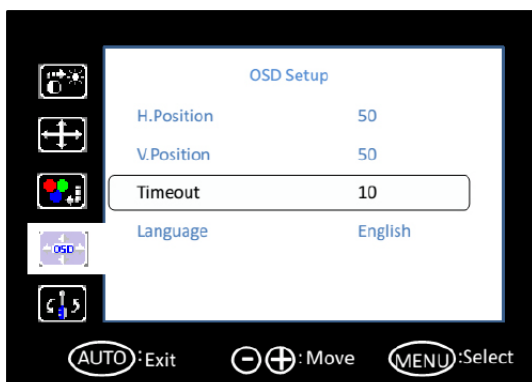 OSD Setup
H.Position 50
V.Position 50
Timeout 10
Language English
OSD
AUTO : Exit - + : Move MENU : Select